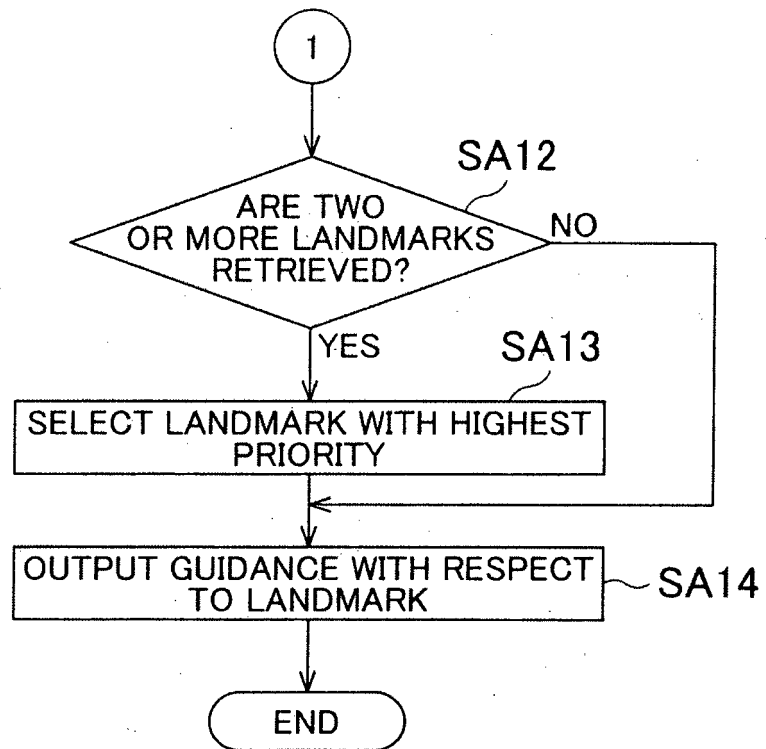 1
SA12
ARE TWO
OR MORE LANDMARKS
RETRIEVED?
NO
YES
SA13
SELECT LANDMARK WITH HIGHEST
PRIORITY
OUTPUT GUIDANCE WITH RESPECT
TO LANDMARK
SA14
END